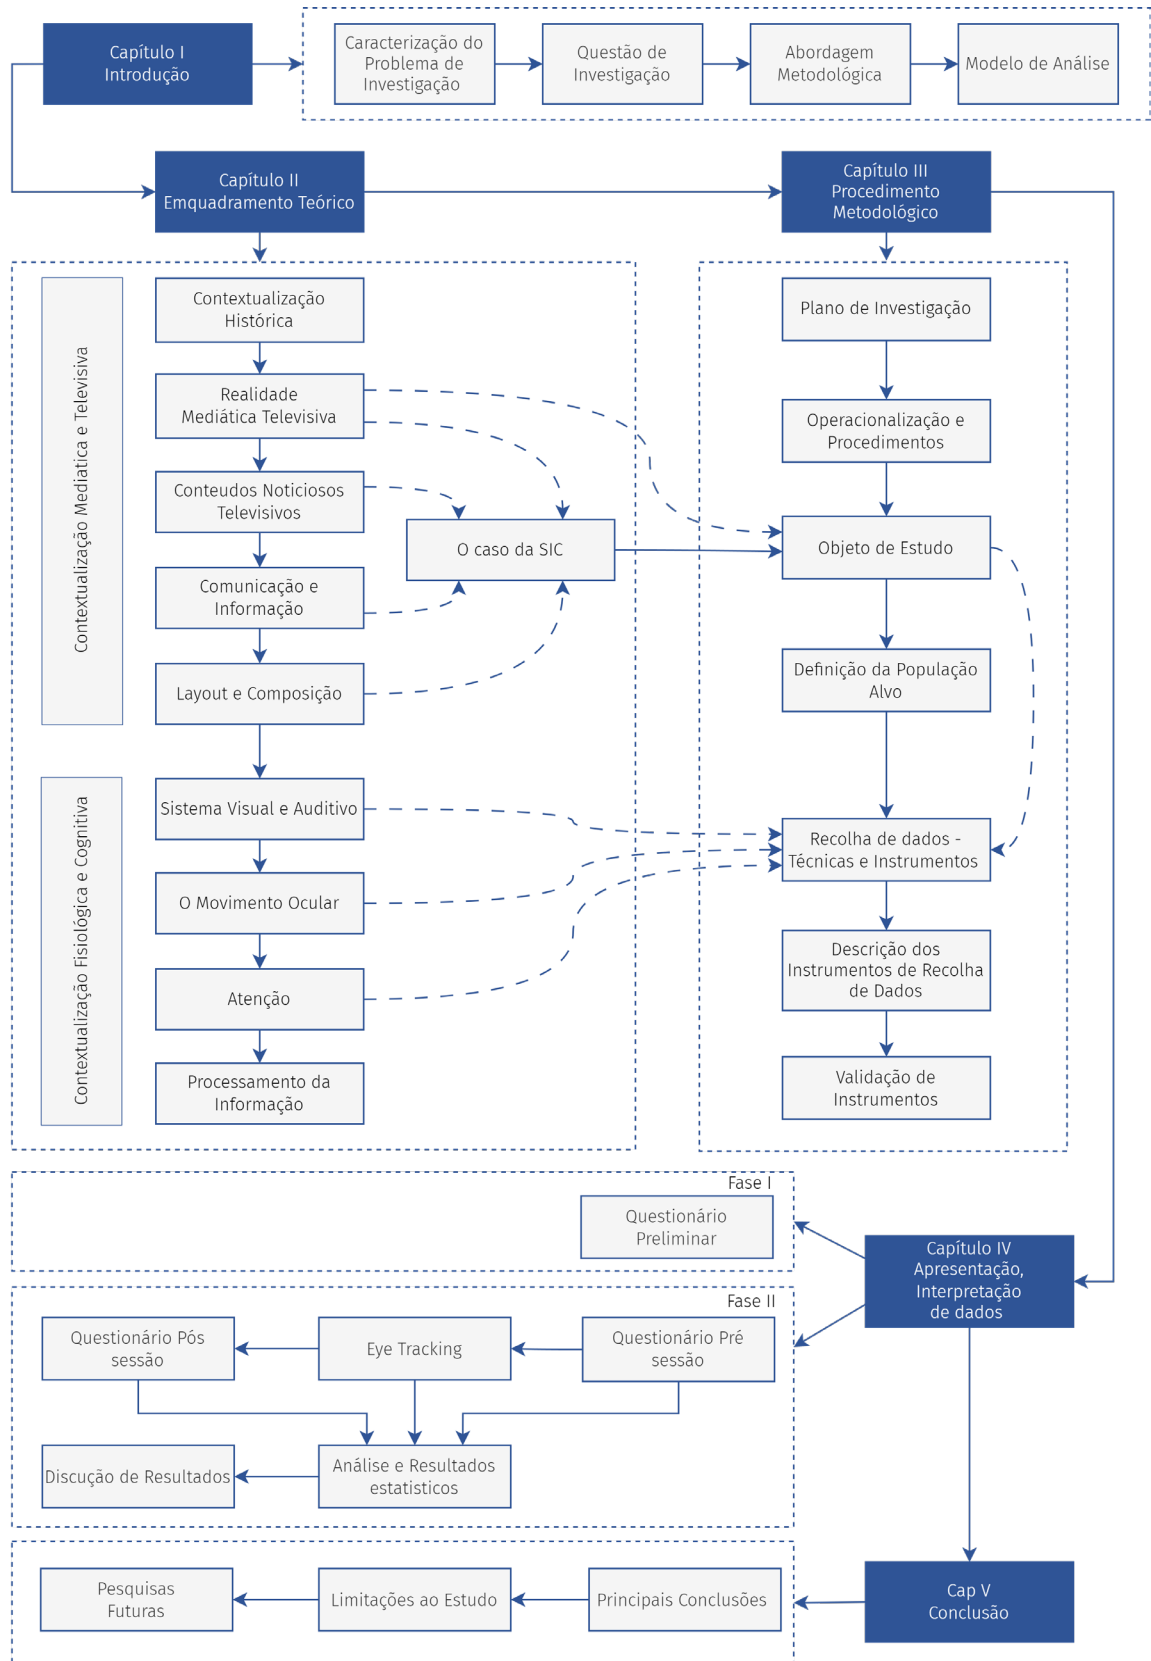 Capítulo I
Introdução
Caracterização do
Problema de
Investigação
Questão de
Investigação
Abordagem
Metodológica
Modelo de Análise
Capítulo II
Emquadramento Teórico
Capítulo III
Procedimento
Metodológico
Contextualização Mediatica e Televisiva
Contextualização
Histórica
Realidade
Mediática Televisiva
Conteudos Noticiosos
Televisivos
Comunicação e
Informação
Layout e Composição
O caso da SIC
Contextualização Fisiológica e Cognitiva
Sistema Visual e Auditivo
O Movimento Ocular
Atenção
Processamento da
Informação
Plano de Investigação
Operacionalização e
Procedimentos
Objeto de Estudo
Definição da População
Alvo
Recolha de dados -
Técnicas e Instrumentos
Descrição dos
Instrumentos de Recolha
de Dados
Validação de
Instrumentos
Fase I
Questionário
Preliminar
Capítulo IV
Apresentação,
Interpretação
de dados
Fase II
Questionário Pós
sessão
Eye Tracking
Questionário Pré
sessão
Discução de Resultados
Análise e Resultados
estatisticos
Pesquisas
Futuras
Limitações ao Estudo
Principais Conclusões
Cap V
Conclusão